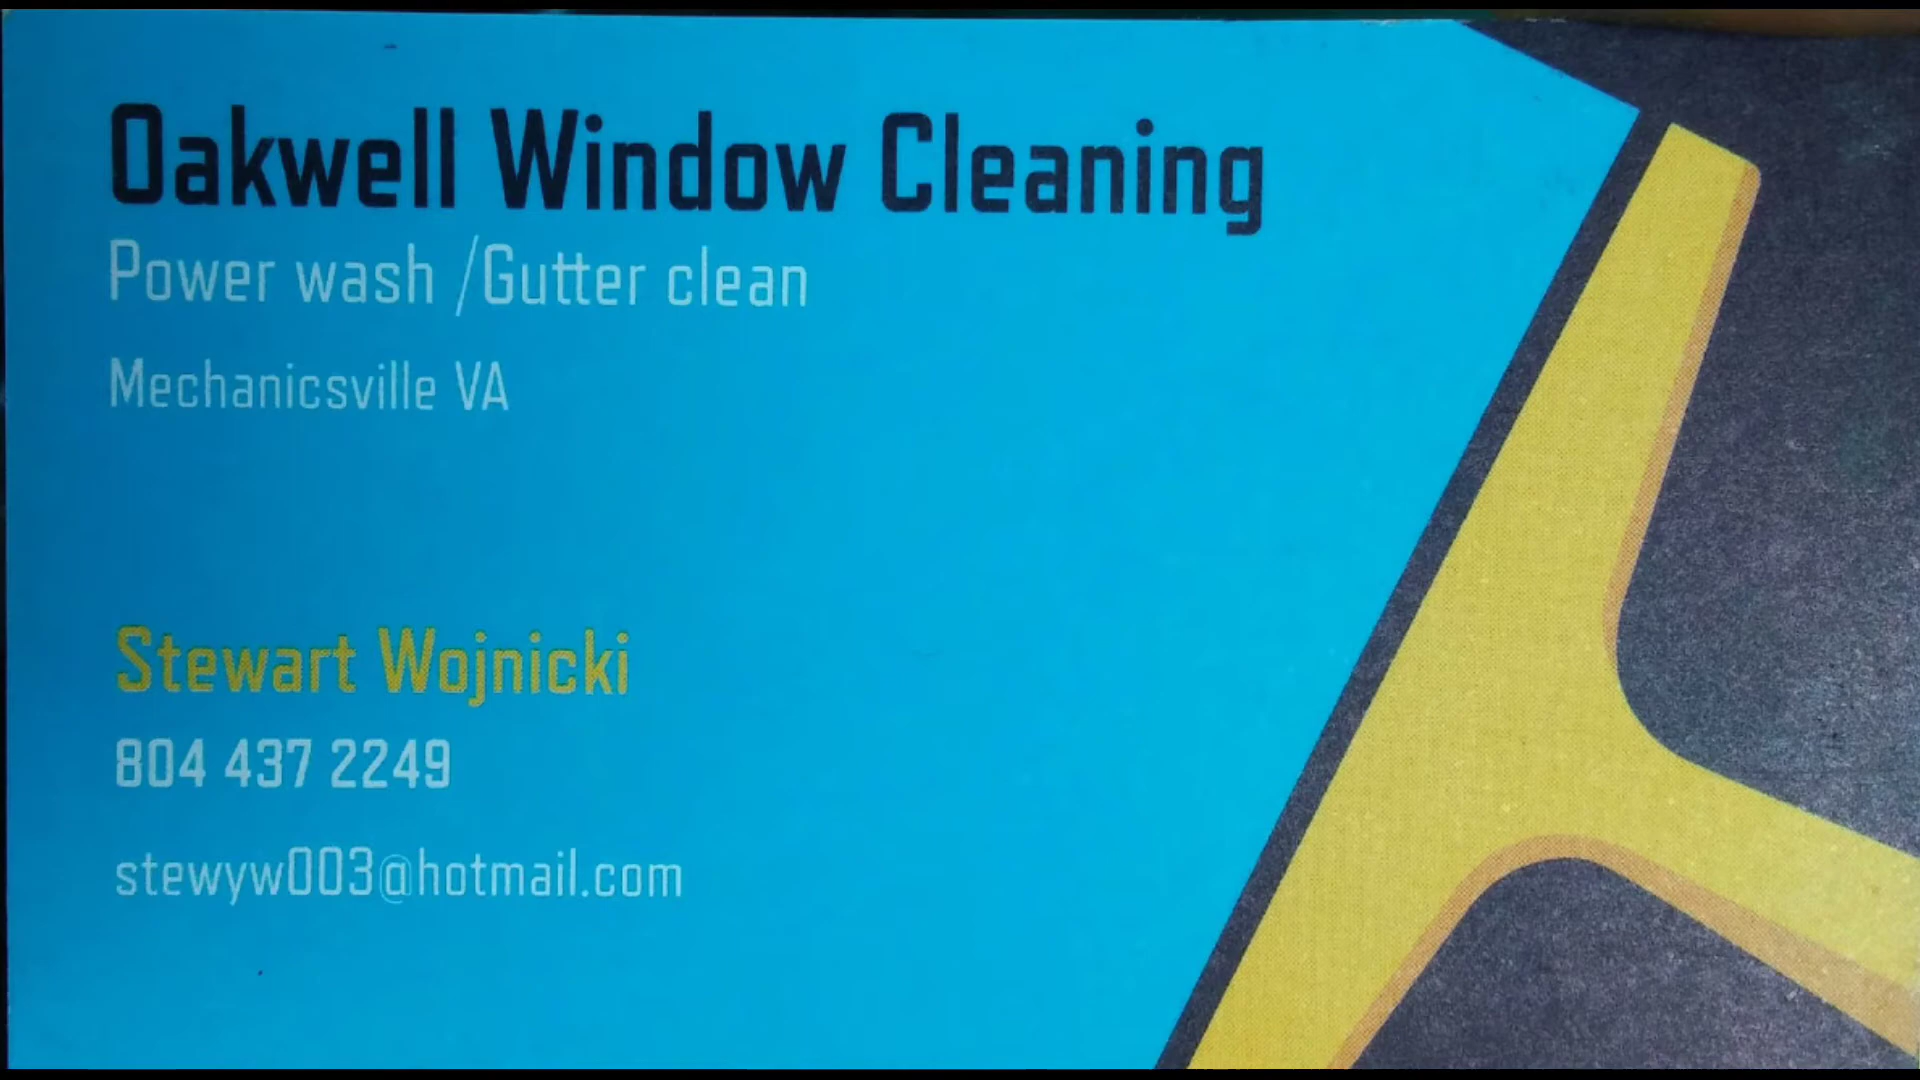 Oakwell Window Cleaning
Power wash /Gutter clean
Mechanicsville VA
Stewart Wojnicki
804 437 2249
stewyw003@hotmail.com